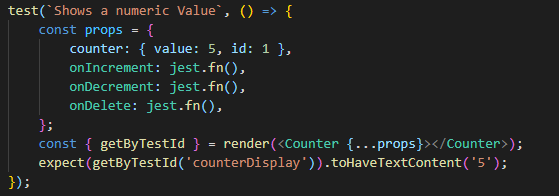 test(`Shows a numeric Value`, () => {
    const props = {
        counter: { value: 5, id: 1 },
        onIncrement: jest.fn(),
        onDecrement: jest.fn(),
        onDelete: jest.fn(),
    };
    const { getByTestId } = render(<Counter {...props}></Counter>);
    expect(getByTestId('counterDisplay')).toHaveTextContent('5');
});